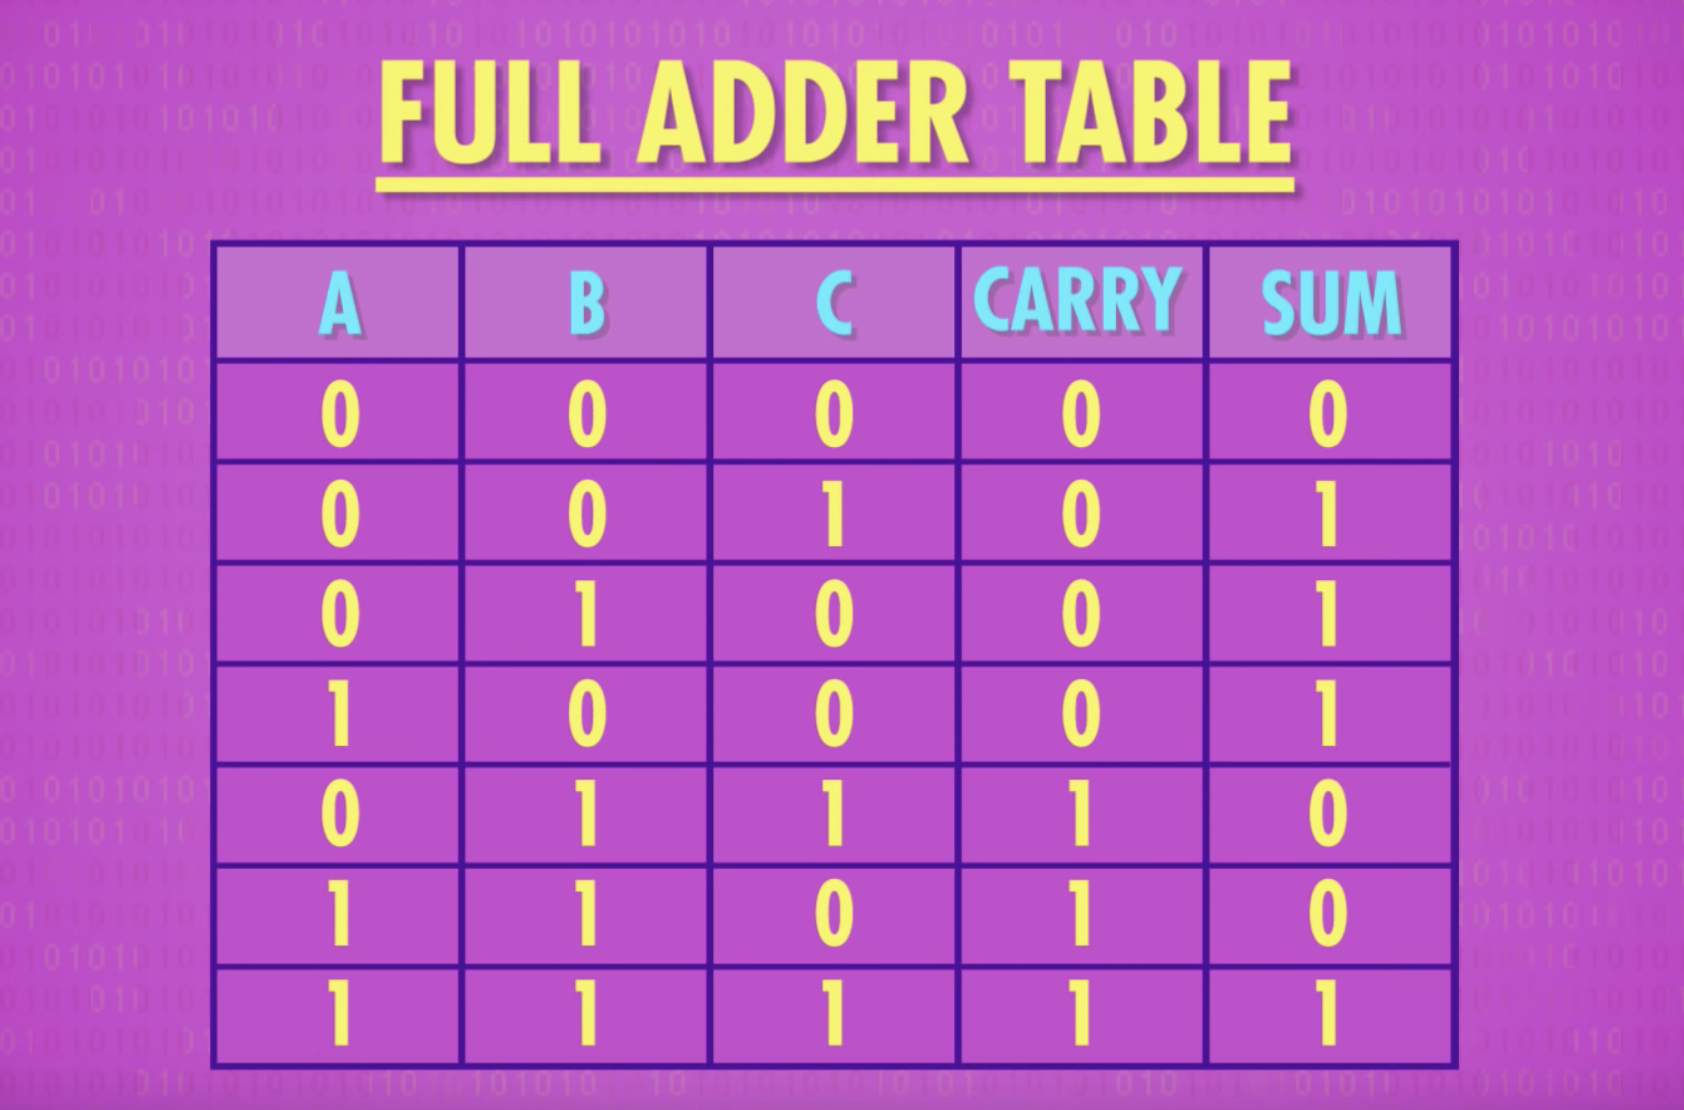 FULL ADDER TABLE
A B C CARRY SUM
0 0 0 0 0
0 0 1 0 1
0 1 0 0 1
1 0 0 0 1
0 1 1 1 0
1 1 0 1 0
1 1 1 1 1